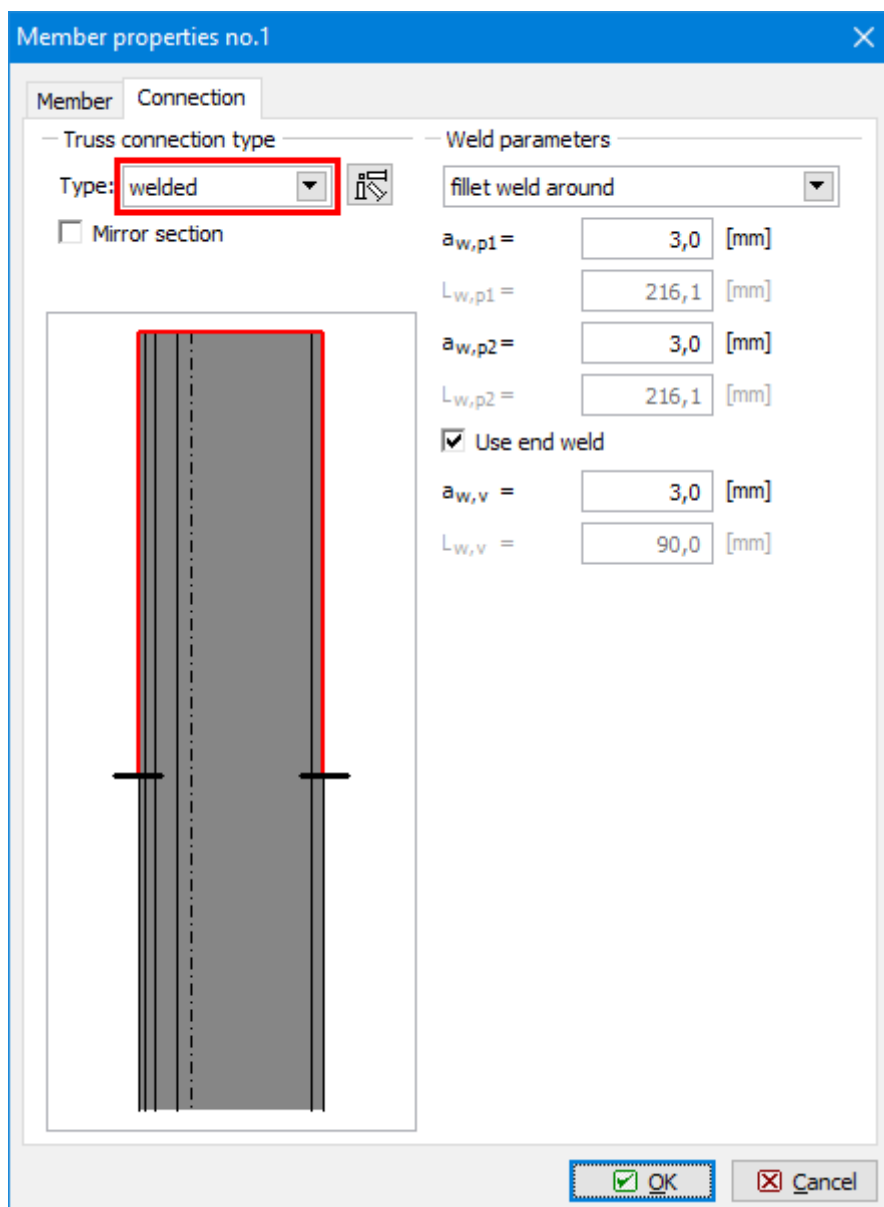 Member properties no.1
Member Connection
Truss connection type
Type: welded
Mirror section
Weld parameters
fillet weld around
aw,p1= 3,0 [mm]
Lw,p1= 216,1 [mm]
aw,p2= 3,0 [mm]
Lw,p2= 216,1 [mm]
Use end weld
aw,v = 3,0 [mm]
Lw,v = 90,0 [mm]
OK Cancel